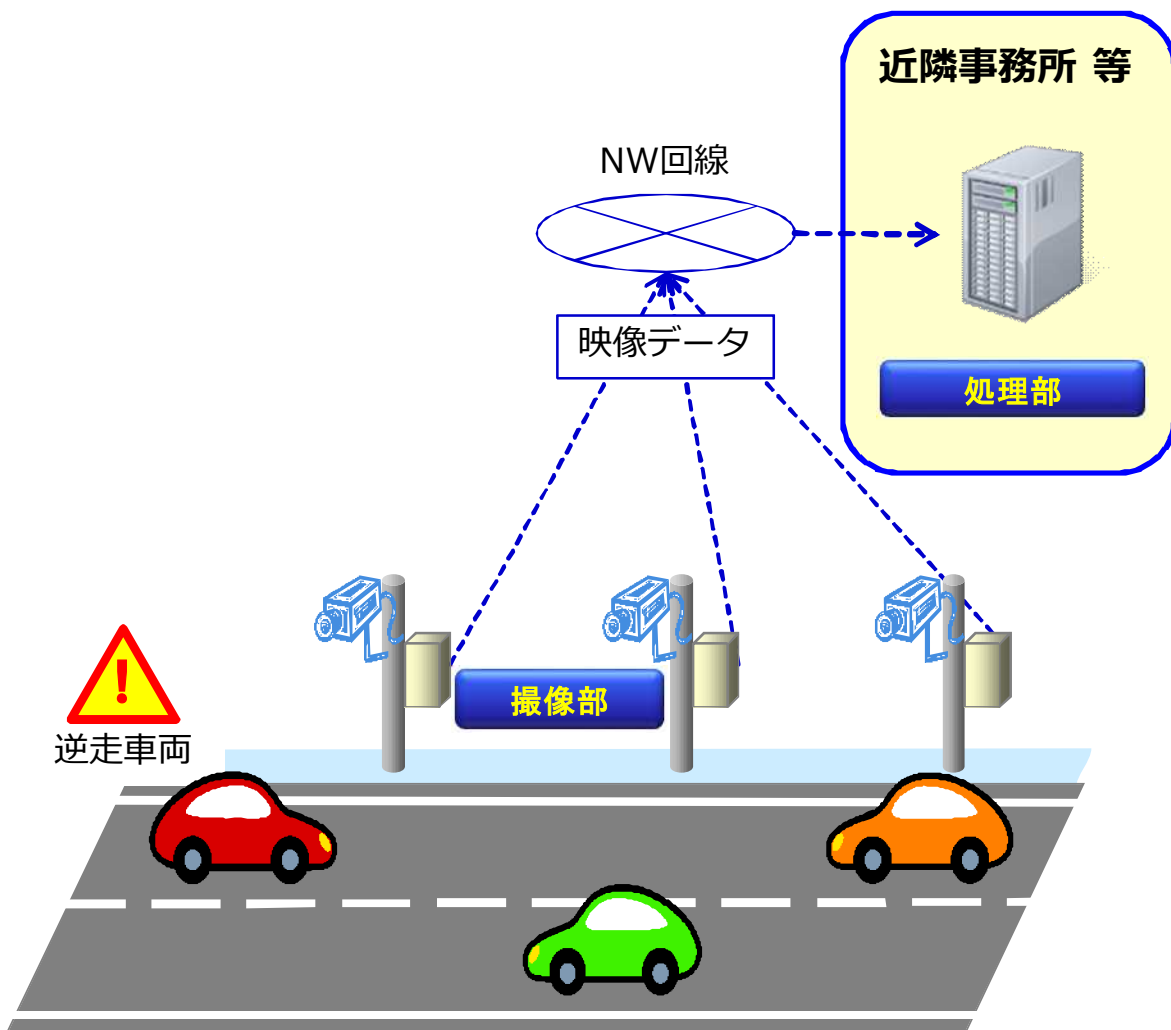 近隣事務所 等
NW回線
映像データ
処理部
撮像部
逆走車両